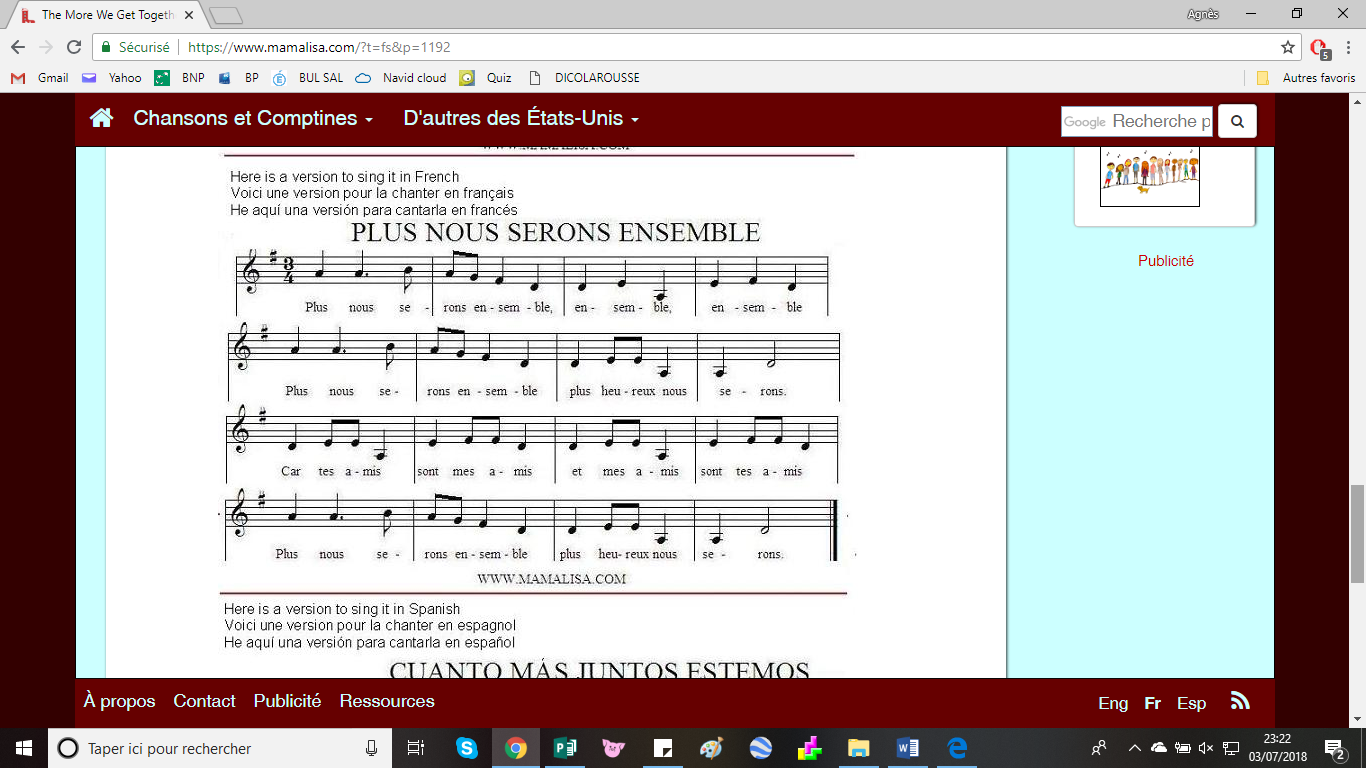 The More We Get Togeth
Agnès
Sécurisé https://www.mamalisa.com/?t=fs&p=1192
5
Gmail Yahoo BNP BP BUL SAL Navid cloud Quiz DICOLAROUSSE Autres favoris
Chansons et Comptines D'autres des États-Unis Google Recherche p
WWW.MAMALISA.COM
Here is a version to sing it in French
Voici une version pour la chanter en français
He aquí una versión para cantarla en francés
PLUS NOUS SERONS ENSEMBLE
3
4
Plus nous se - rons en - sem - ble, en - sem - ble, en - sem - ble
Plus nous se - rons en - sem - ble plus heu - reux nous se - rons.
Car tes a - mis sont mes a - mis et mes a - mis sont tes a - mis
Plus nous se - rons en - sem - ble plus heu - reux nous se - rons.
WWW.MAMALISA.COM
Here is a version to sing it in Spanish
Voici une version pour la chanter en espagnol
He aquí una versión para cantarla en español
CUANTO MÁS JUNTOS ESTEMOS
Publicité
À propos Contact Publicité Ressources Eng Fr Esp
Taper ici pour rechercher
23:22
03/07/2018
2